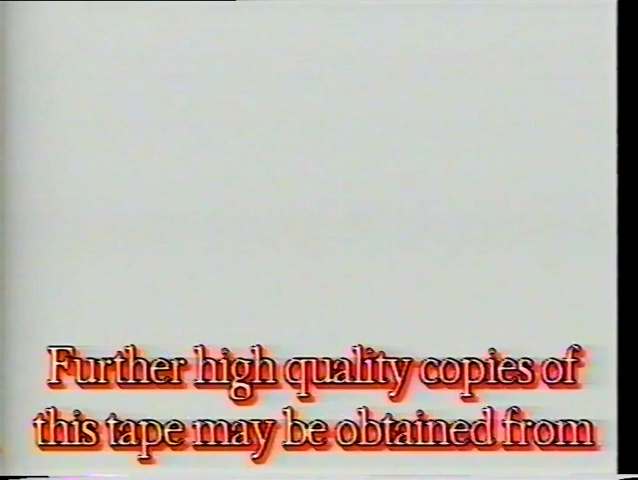 Further high quality copies of
this tape may be obtained from